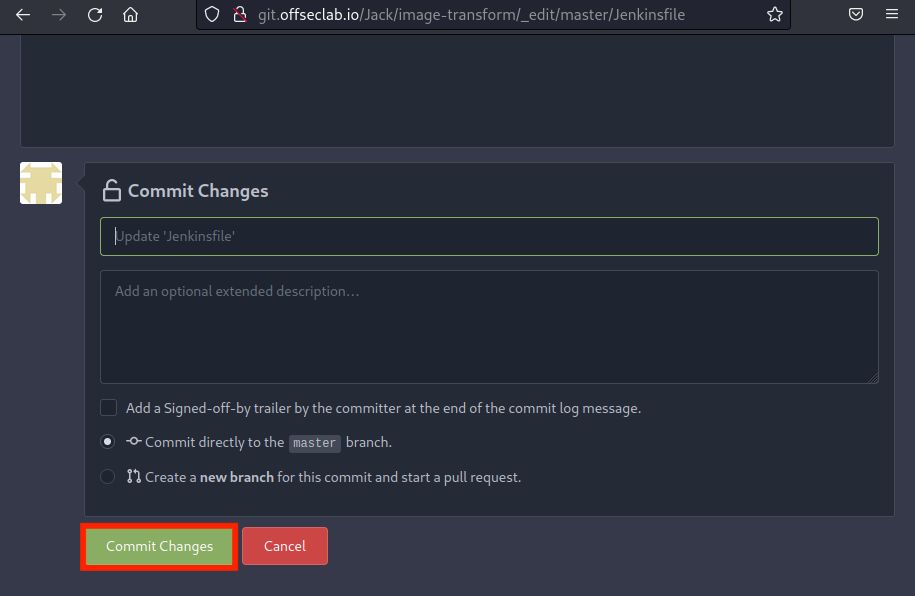 git.offseclab.io/Jack/image-transform/_edit/master/Jenkinsfile
Commit Changes
Update 'Jenkinsfile'
Add an optional extended description…
Add a Signed-off-by trailer by the committer at the end of the commit log message.
Commit directly to the master branch.
Create a new branch for this commit and start a pull request.
Commit Changes Cancel